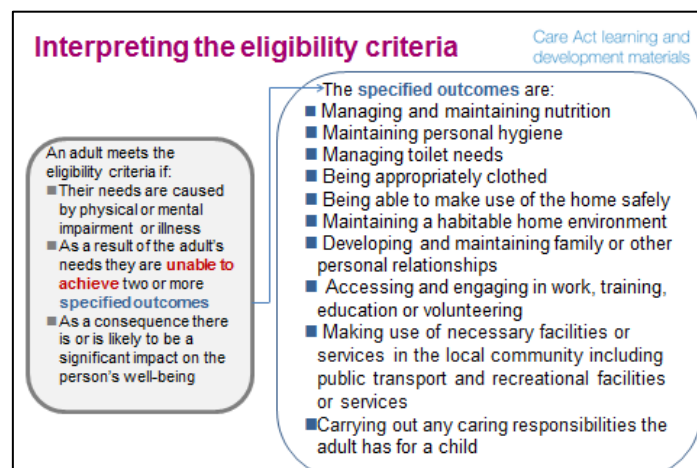 Interpreting the eligibility criteria
Care Act learning and
development materials
An adult meets the
eligibility criteria if:
■Their needs are caused
by physical or mental
impairment or illness
■As a result of the adult's
needs they are unable to
achieve two or more
specified outcomes
■As a consequence there
is or is likely to be a
significant impact on the
person's well-being
The specified outcomes are:
■ Managing and maintaining nutrition
■ Maintaining personal hygiene
■ Managing toilet needs
■ Being appropriately clothed
■ Being able to make use of the home safely
■ Maintaining a habitable home environment
■ Developing and maintaining family or other
personal relationships
■ Accessing and engaging in work, training,
education or volunteering
■ Making use of necessary facilities or
services in the local community including
public transport and recreational facilities
or services
■Carrying out any caring responsibilities the
adult has for a child